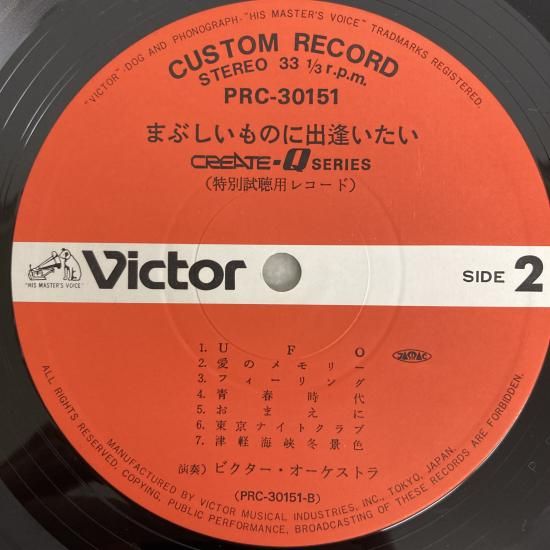 "VICTOR"-DOG AND PHONOGRAPH-"HIS MASTER'S VOICE" TRADEMARKS REGISTERED.
CUSTOM RECORD
STEREO 33 1/3 r.p.m.
PRC-30151
まぶしいものに出逢いたい
CREATE-Q SERIES
(特別試聴用レコード)
Victor
"HIS MASTER'S VOICE"
SIDE 2
1. UFO
2. 愛のメモリー
3. フィーリング
4. 青春時代
5. おまえに
6. 東京ナイトクラブ
7. 津軽海峡冬景色
JASRAC
演奏) ビクター・オーケストラ
(PRC-30151-B)
MANUFACTURED BY VICTOR MUSICAL INDUSTRIES, INC., TOKYO, JAPAN.
ALL RIGHTS RESERVED. COPYING, PUBLIC PERFORMANCE, BROADCASTING OF THESE RECORDS ARE FORBIDDEN.